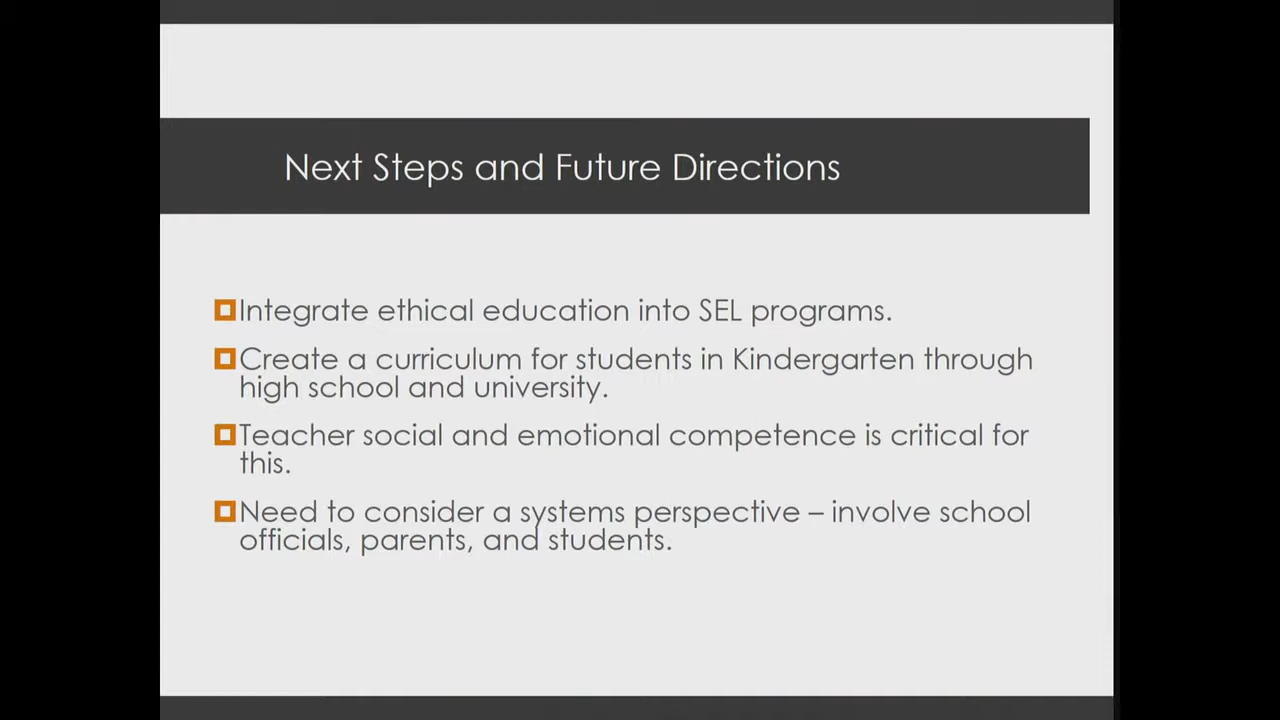 Next Steps and Future Directions
Integrate ethical education into SEL programs.
Create a curriculum for students in Kindergarten through
high school and university.
Teacher social and emotional competence is critical for
this.
Need to consider a systems perspective – involve school
officials, parents, and students.